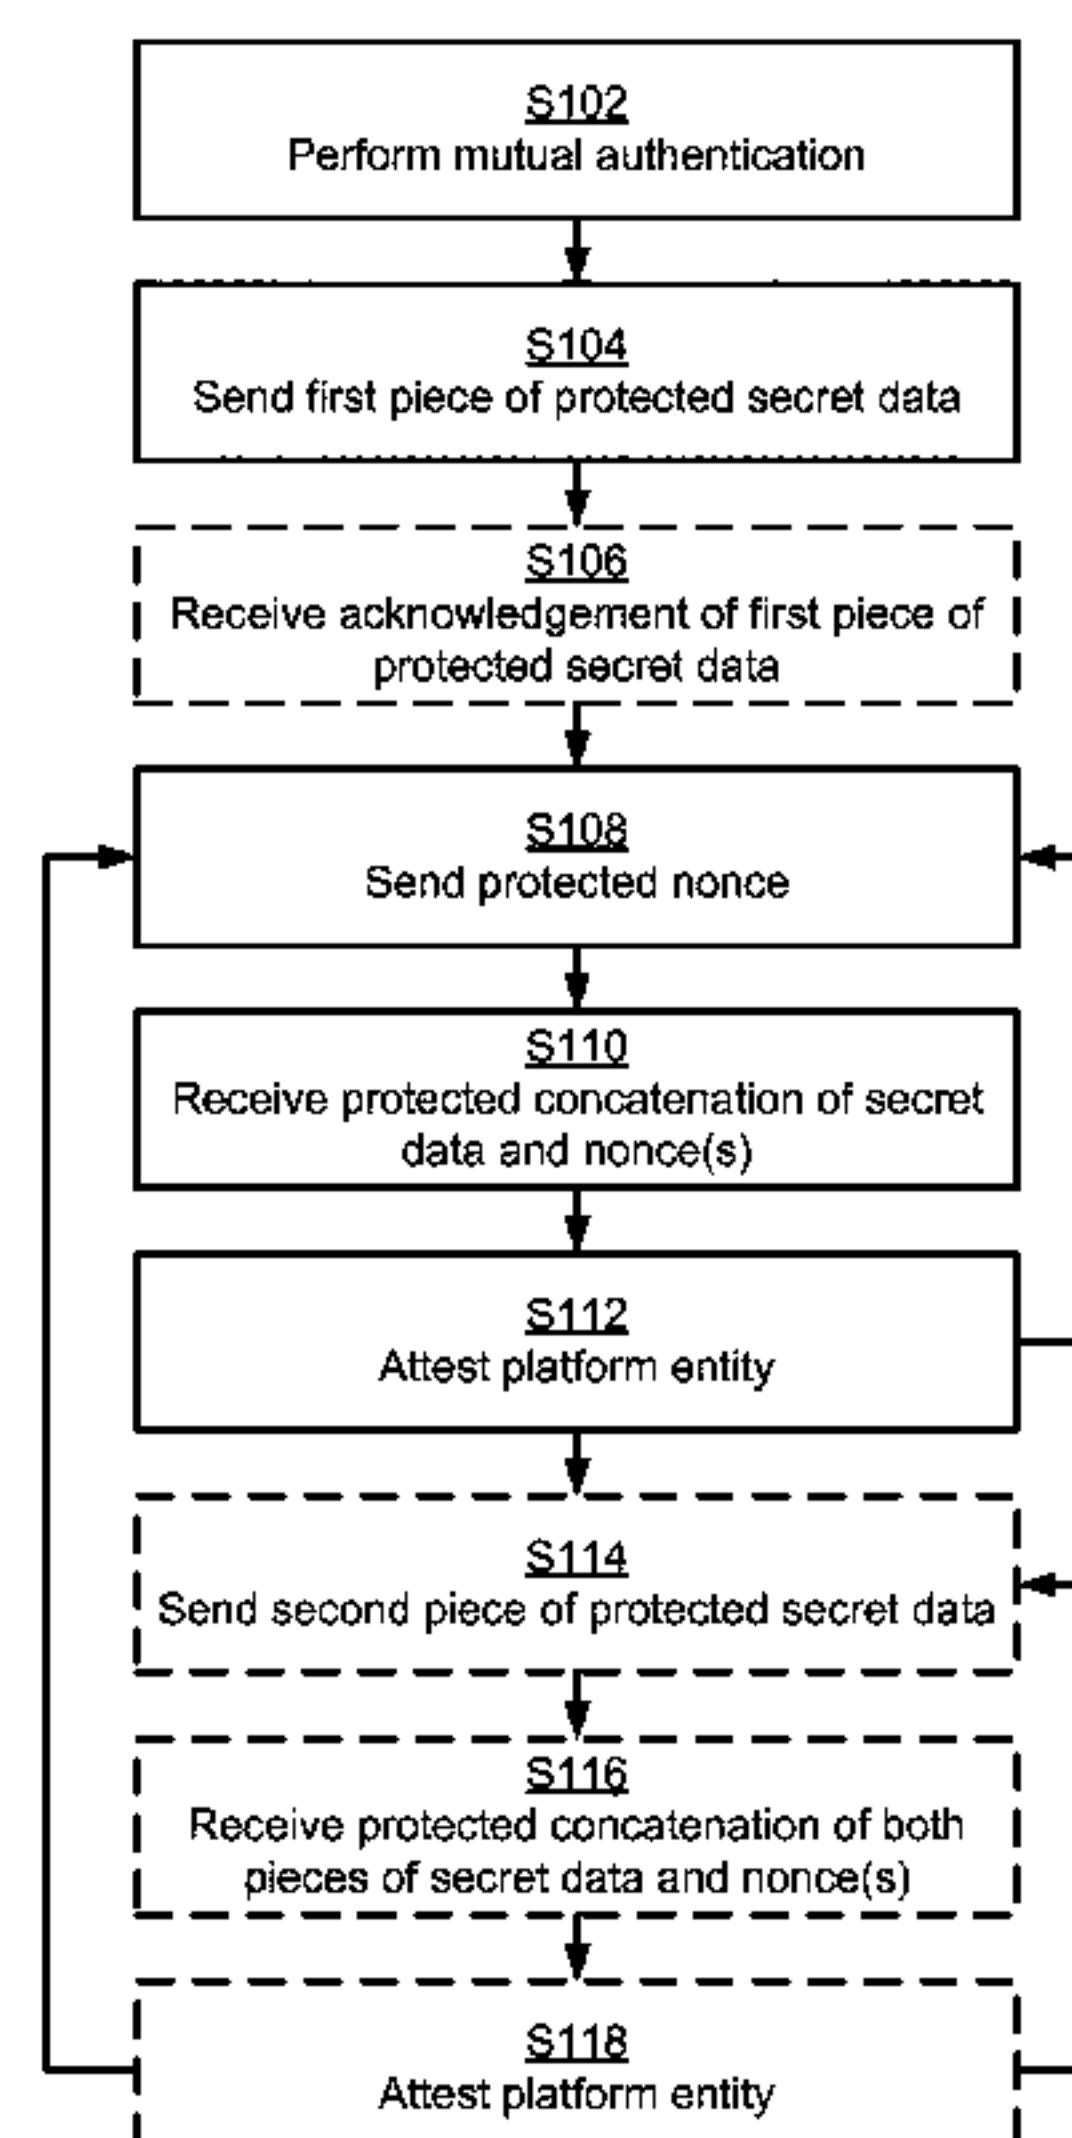 S102
Perform mutual authentication
S104
Send first piece of protected secret data
S106
Receive acknowledgement of first piece of
protected secret data
S108
Send protected nonce
S110
Receive protected concatenation of secret
data and nonce(s)
S112
Attest platform entity
S114
Send second piece of protected secret data
S116
Receive protected concatenation of both
pieces of secret data and nonce(s)
S118
Attest platform entity